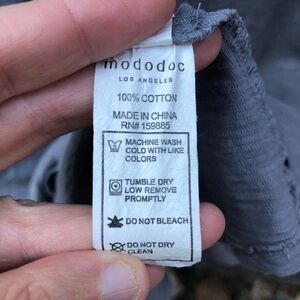 mododoc
LOS ANGELES
100% COTTON
MADE IN CHINA
RN# 159885
MACHINE WASH
COLD WITH LIKE
COLORS
TUMBLE DRY
LOW REMOVE
PROMPTLY
DO NOT BLEACH
DO NOT DRY
CLEAN